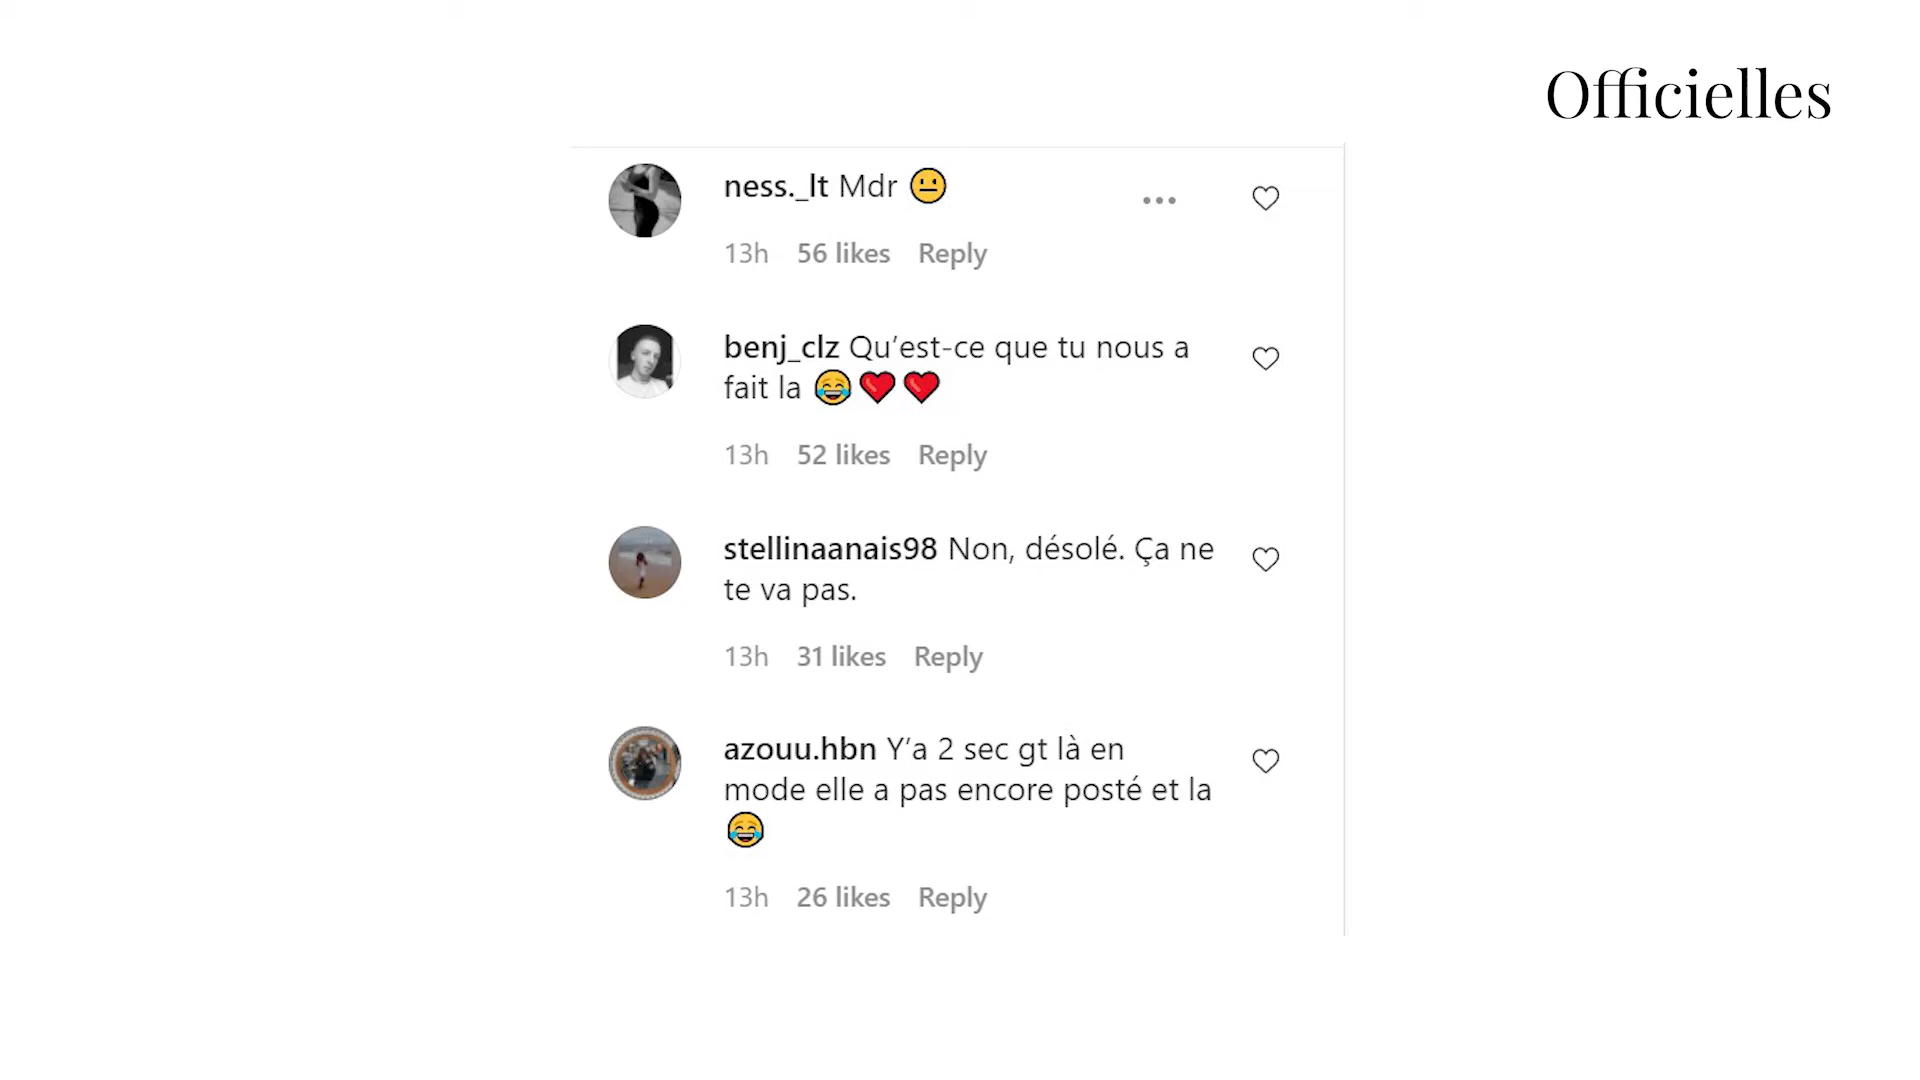 Officielles
ness._lt Mdr 😐
13h 56 likes Reply
benj_clz Qu’est-ce que tu nous a
fait la 😂❤️❤️
13h 52 likes Reply
stellinaanais98 Non, désolé. Ça ne
te va pas.
13h 31 likes Reply
azouu.hbn Y’a 2 sec gt là en
mode elle a pas encore posté et la
😂
13h 26 likes Reply